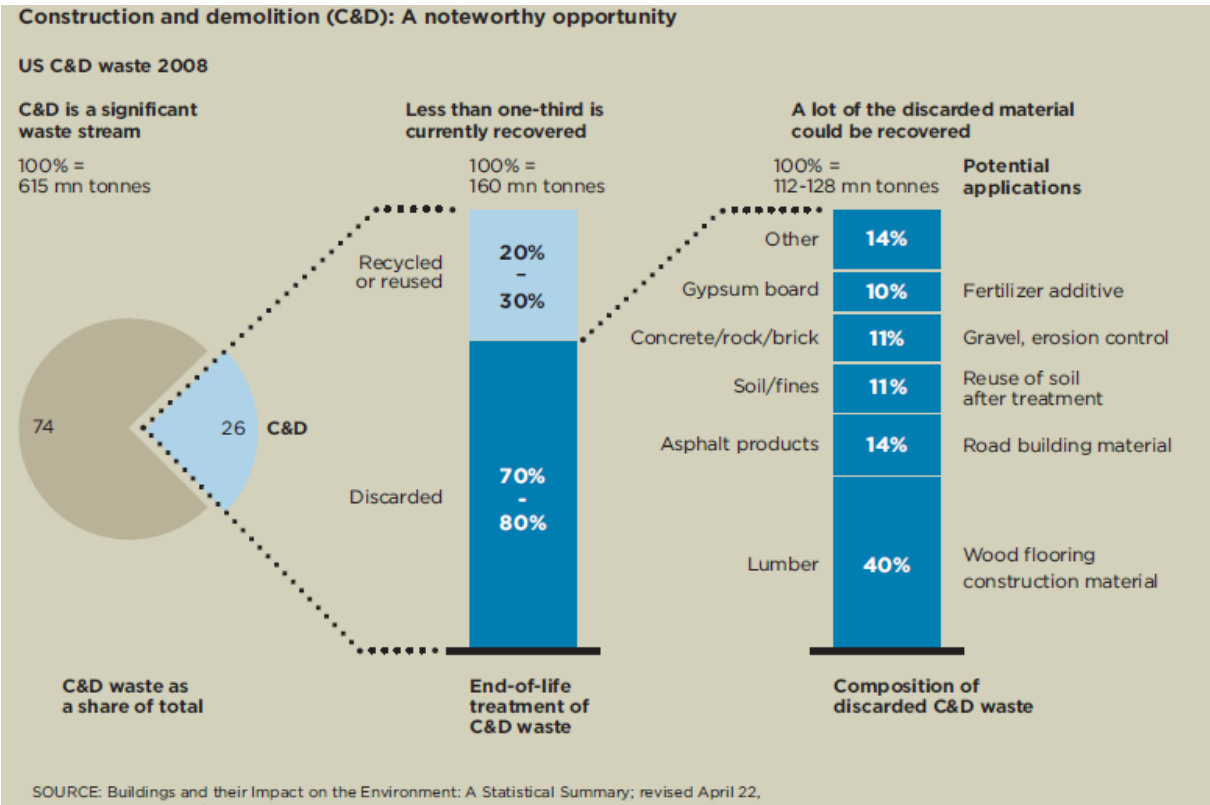 Construction and demolition (C&D): A noteworthy opportunity
US C&D waste 2008
C&D is a significant
waste stream
100% =
615 mn tonnes
74
26
C&D
C&D waste as
a share of total
Less than one-third is
currently recovered
100% =
160 mn tonnes
Recycled
or reused
20%
–
30%
Discarded
70%
-
80%
End-of-life
treatment of
C&D waste
A lot of the discarded material
could be recovered
100% =
112-128 mn tonnes
Potential
applications
Other
14%
Gypsum board
10%
Fertilizer additive
Concrete/rock/brick
11%
Gravel, erosion control
Soil/fines
11%
Reuse of soil
after treatment
Asphalt products
14%
Road building material
Lumber
40%
Wood flooring
construction material
Composition of
discarded C&D waste
SOURCE: Buildings and their Impact on the Environment: A Statistical Summary; revised April 22,